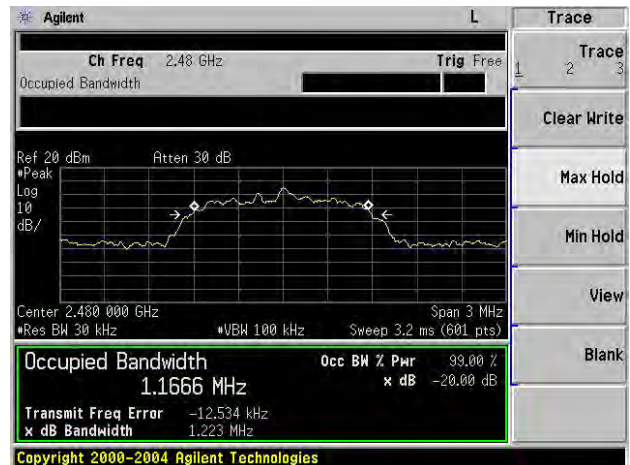 Agilent L Trace
Ch Freq 2.48 GHz Trig Free
Occupied Bandwidth
Trace
1 2 3
Clear Write
Max Hold
Min Hold
View
Blank
Ref 20 dBm Atten 30 dB
#Peak
Log
10
dB/
Center 2.480 000 GHz Span 3 MHz
#Res BW 30 kHz #VBW 100 kHz Sweep 3.2 ms (601 pts)
Occupied Bandwidth Occ BW % Pwr 99.00 %
1.1666 MHz x dB -20.00 dB
Transmit Freq Error -12.534 kHz
x dB Bandwidth 1.223 MHz
Copyright 2000-2004 Agilent Technologies